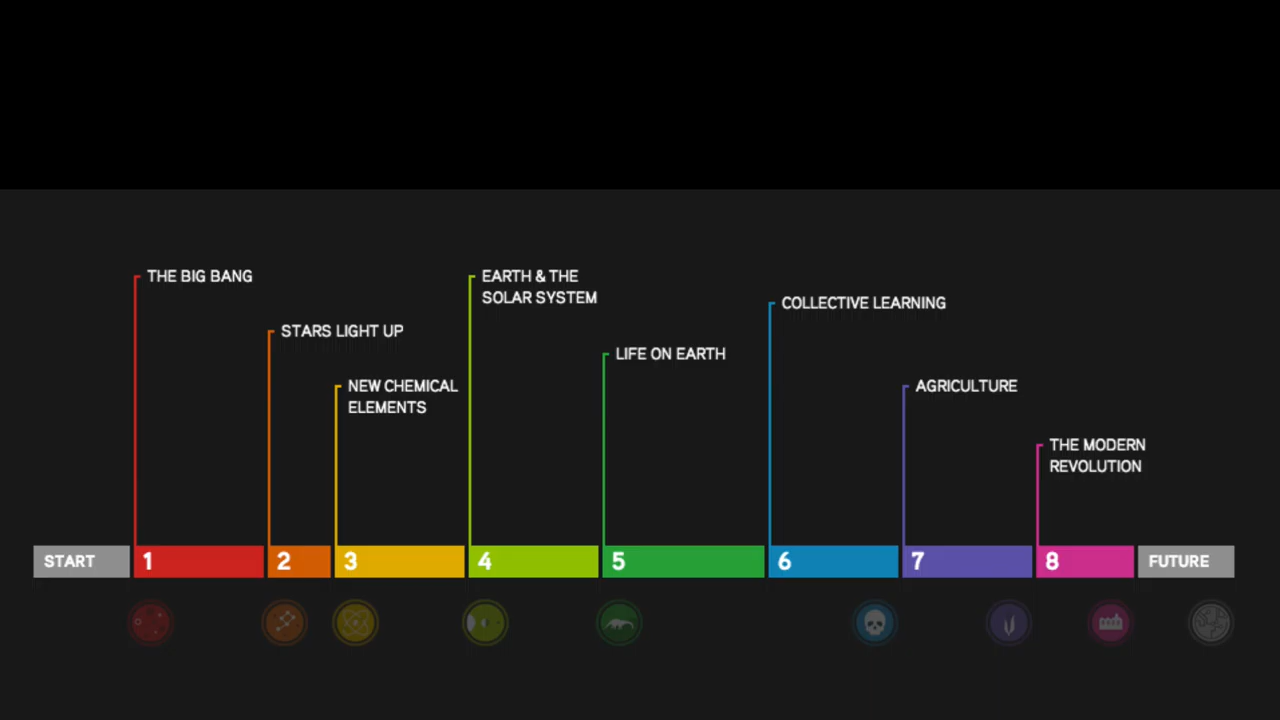 THE BIG BANG
STARS LIGHT UP
NEW CHEMICAL
ELEMENTS
EARTH & THE
SOLAR SYSTEM
LIFE ON EARTH
COLLECTIVE LEARNING
AGRICULTURE
THE MODERN
REVOLUTION
START 1 2 3 4 5 6 7 8 FUTURE